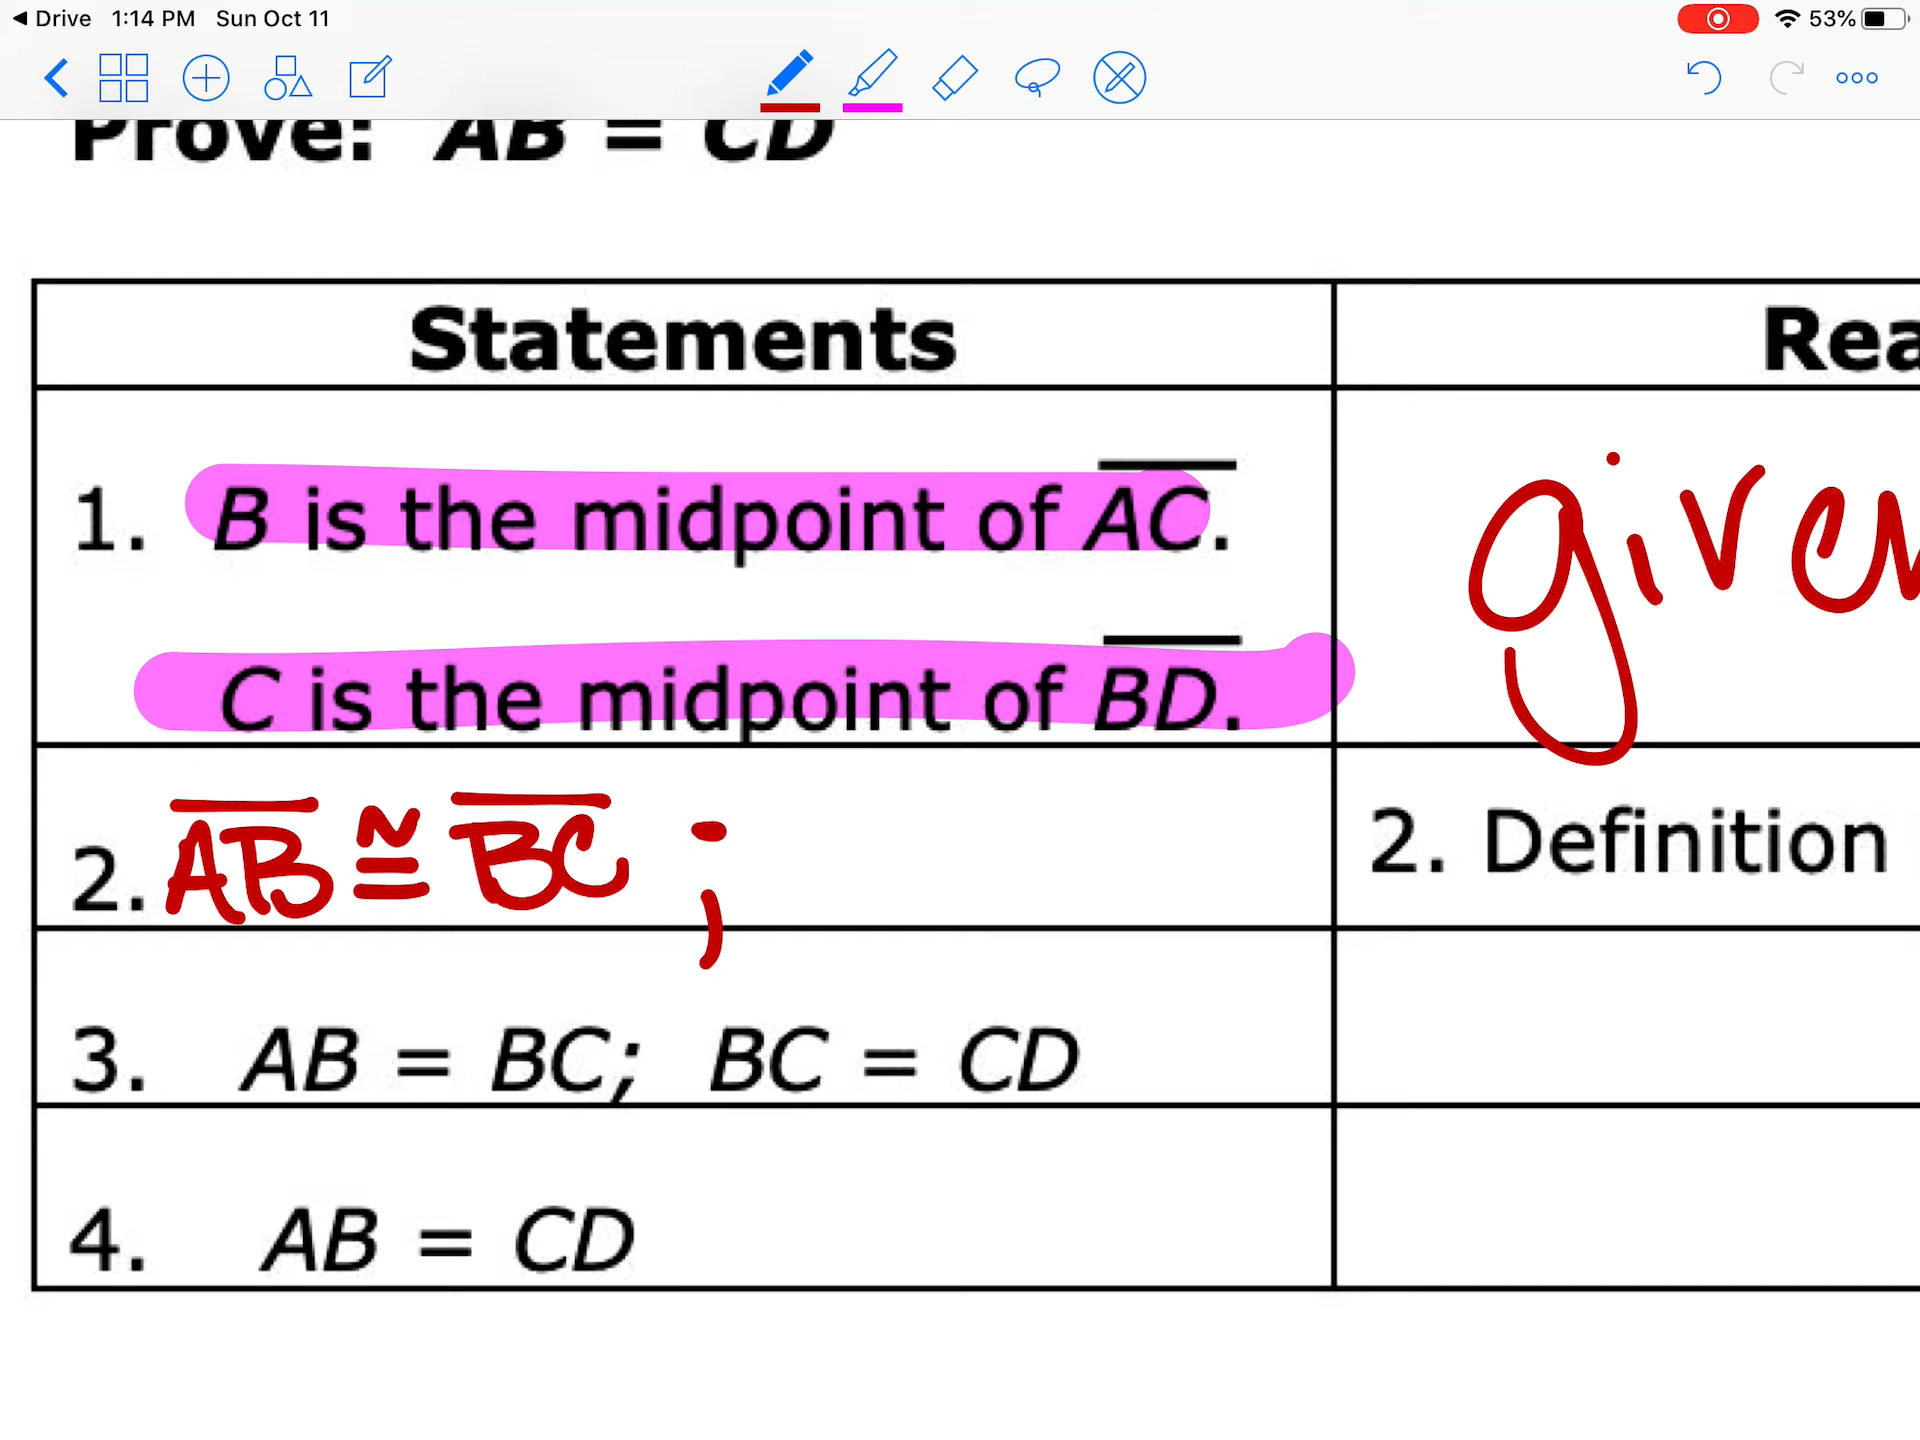 Drive 1:14 PM Sun Oct 11 53%
Prove: AB = CD
Statements Rea
1. B is the midpoint of AC. given
C is the midpoint of BD.
2. AB ≅ BC ; 2. Definition
3. AB = BC; BC = CD
4. AB = CD